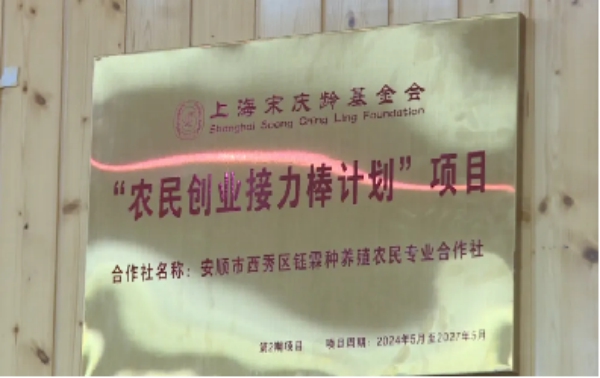 上海宋庆龄基金会
Shanghai Soong Ching Ling Foundation
“农民创业接力棒计划”项目
合作社名称：安顺市西秀区钰霖种养殖农民专业合作社
第2期项目 项目周期：2024年5月至2027年5月